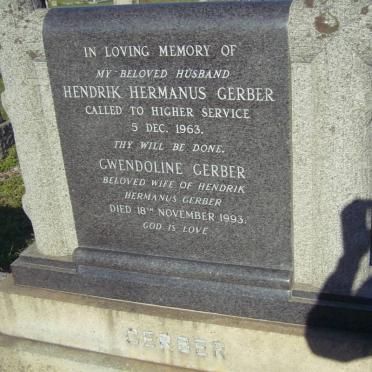 IN LOVING MEMORY OF
MY BELOVED HUSBAND
HENDRIK HERMANUS GERBER
CALLED TO HIGHER SERVICE
5 DEC. 1963.
THY WILL BE DONE.
GWENDOLINE GERBER
BELOVED WIFE OF HENDRIK
HERMANUS GERBER
DIED 18TH NOVEMBER 1993.
GOD IS LOVE
GERBER